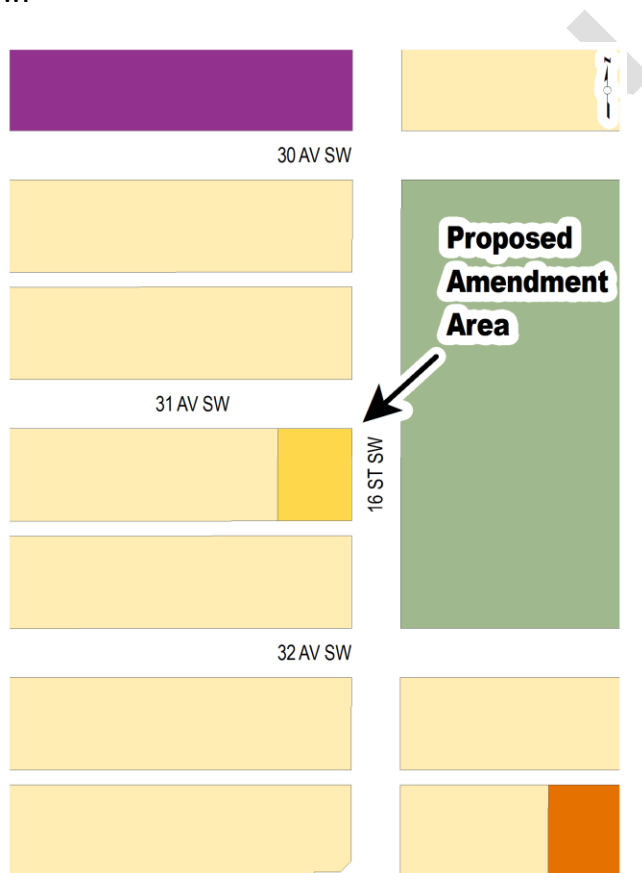 N
30 AV SW
Proposed
Amendment
Area
31 AV SW
16 ST SW
32 AV SW